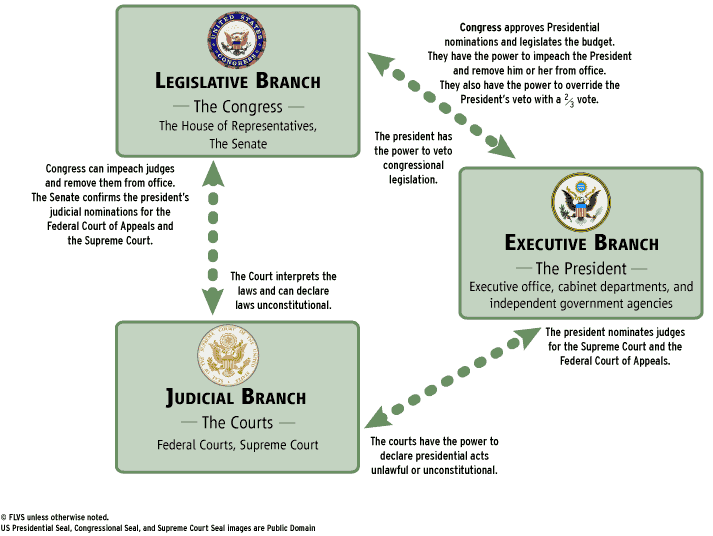 UNITED STATES
CONGRESS
LEGISLATIVE BRANCH
— The Congress —
The House of Representatives,
The Senate
Congress approves Presidential
nominations and legislates the budget.
They have the power to impeach the President
and remove him or her from office.
They also have the power to override the
President's veto with a 2/3 vote.
The president has
the power to veto
congressional
legislation.
Congress can impeach judges
and remove them from office.
The Senate confirms the president's
judicial nominations for the
Federal Court of Appeals and
the Supreme Court.
EXECUTIVE BRANCH
— The President —
Executive office, cabinet departments, and
independent government agencies
The Court interprets the
laws and can declare
laws unconstitutional.
The president nominates judges
for the Supreme Court and the
Federal Court of Appeals.
JUDICIAL BRANCH
— The Courts —
Federal Courts, Supreme Court
The courts have the power to
declare presidential acts
unlawful or unconstitutional.
© FLVS unless otherwise noted.
US Presidential Seal, Congressional Seal, and Supreme Court Seal images are Public Domain